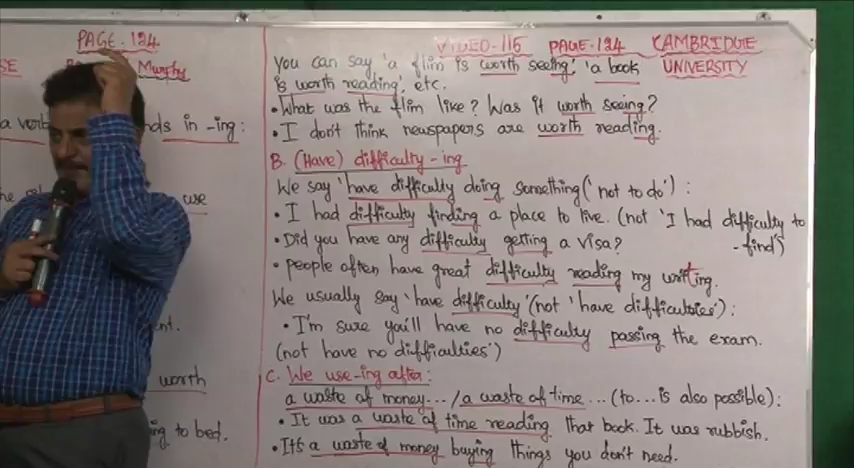 PAGE.124
SE
Murphy
a verb
nds in -ing:
use
ent.
worth
ing to bed.
VIDEO-115 PAGE.124 CAMBRIDGE
UNIVERSITY
You can say 'a flim is worth seeing', 'a book
is worth reading', etc.
• What was the flim like? Was it worth seeing?
• I don't think newspapers are worth reading.
B. (Have) difficulty -ing
We say 'have difficulty doing something ('not to do') :
• I had difficulty finding a place to live. (not 'I had difficulty to
-find')
• Did you have any difficulty getting a visa?
• people often have great difficulty reading my writing.
We usually say 'have difficulty' (not 'have difficulties') :
• I'm sure you'll have no difficulty passing the exam.
(not have no difficulties')
C. We use -ing after:
a waste of money... / a waste of time ... (to... is also possible) :
• It was a waste of time reading that book. It was rubbish.
• It's a waste of money buying things you don't need.